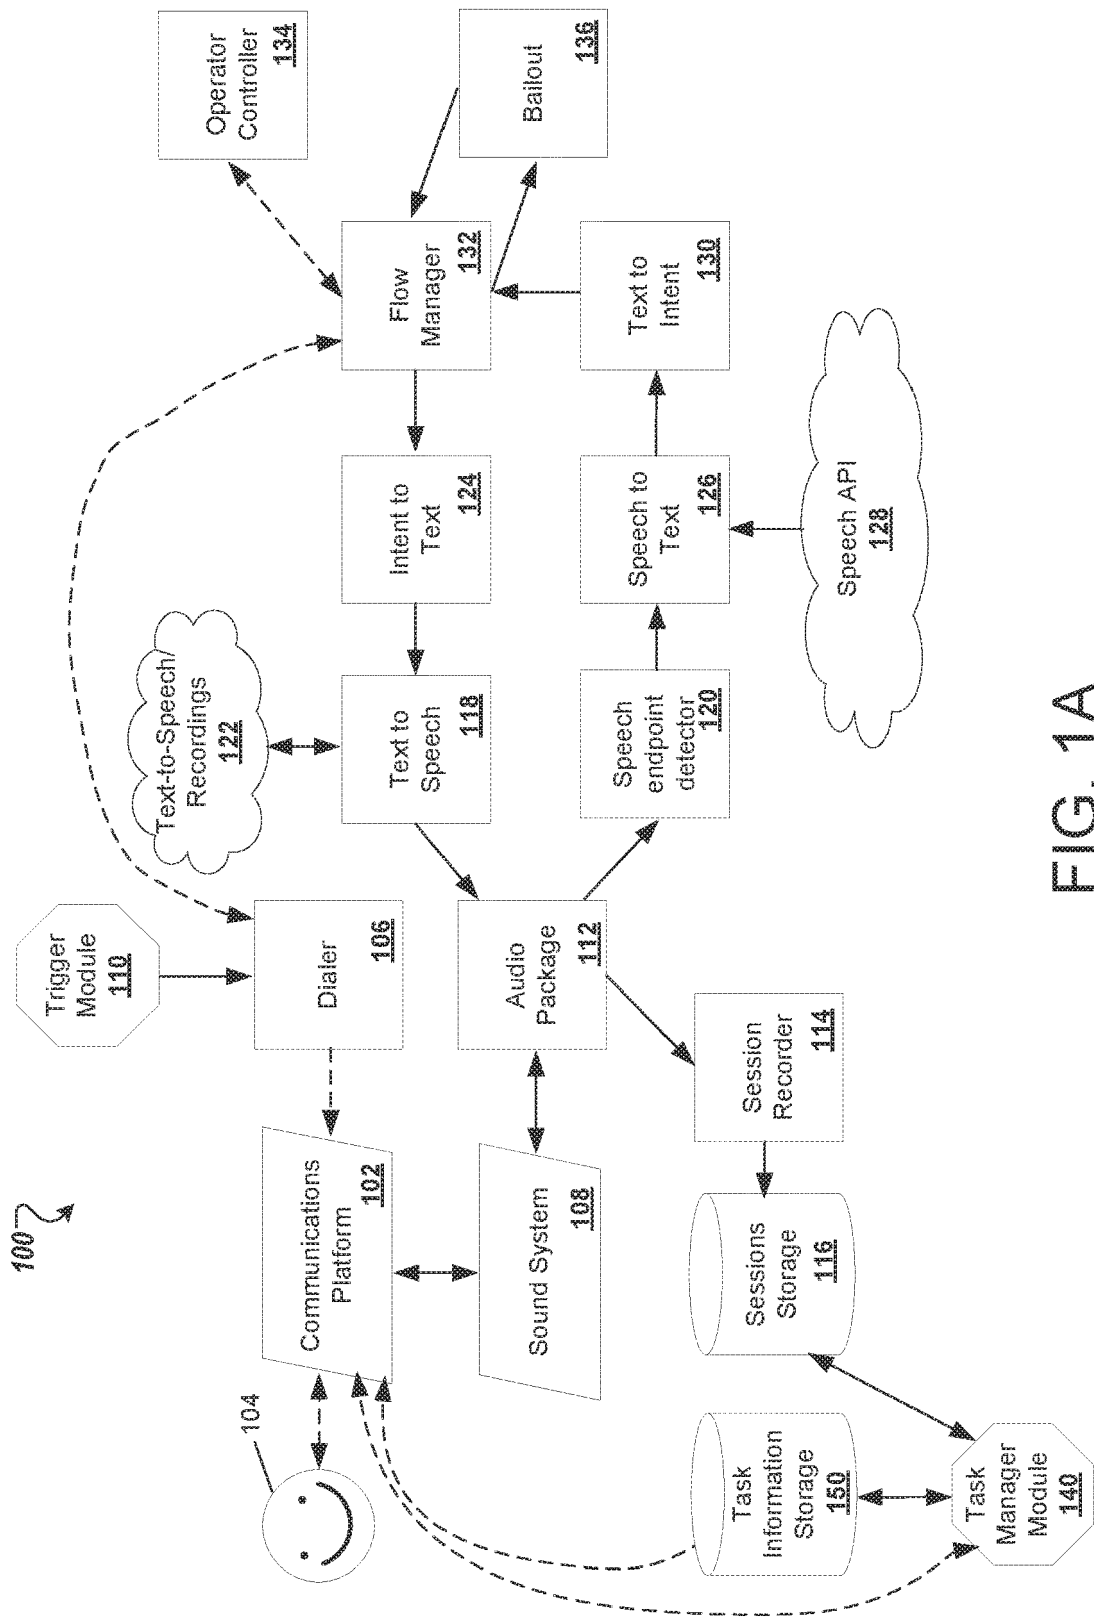 100
Trigger
Module
110
Dialer
106
Communications
Platform
102
104
Sound System
108
Audio
Package
112
Session
Recorder
114
Sessions
Storage
116
Task
Information
Storage
150
Task
Manager
Module
140
Text-to-Speech/
Recordings
122
Text to
Speech
118
Intent to
Text
124
Flow
Manager
132
Operator
Controller
134
Bailout
136
Speech
endpoint
detector
120
Speech to
Text
126
Text to
Intent
130
Speech API
128
FIG. 1A